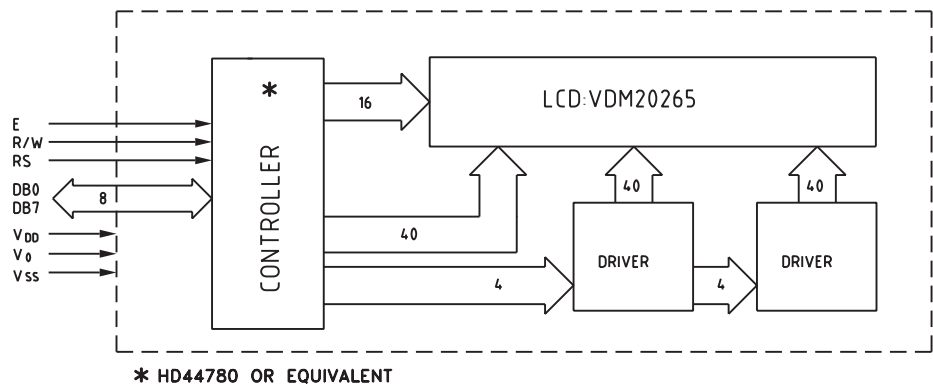 E
R/W
RS
DB0
DB7
8
VDD
V0
VSS
*
CONTROLLER
16
LCD:VDM20265
40
4
40
DRIVER
4
40
DRIVER
* HD44780 OR EQUIVALENT